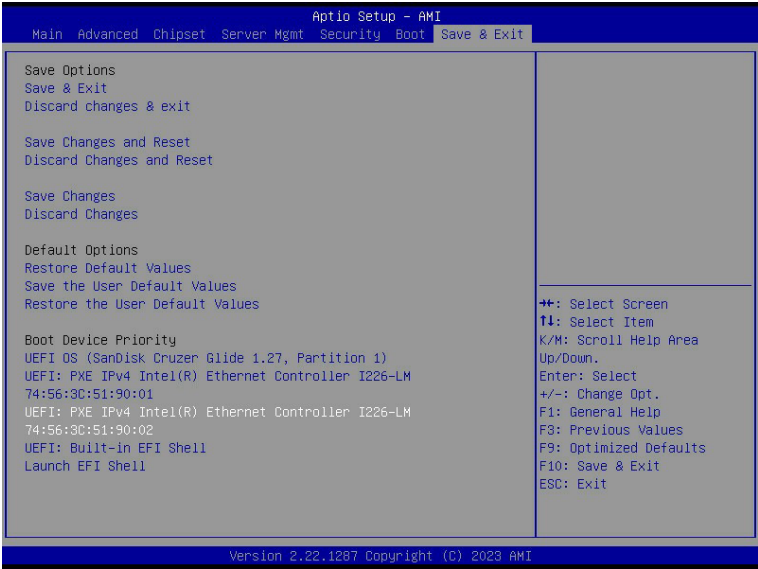 Aptio Setup – AMI
Main Advanced Chipset Server Mgmt Security Boot Save & Exit
Save Options
Save & Exit
Discard changes & exit
Save Changes and Reset
Discard Changes and Reset
Save Changes
Discard Changes
Default Options
Restore Default Values
Save the User Default Values
Restore the User Default Values
Boot Device Priority
UEFI OS (SanDisk Cruzer Glide 1.27, Partition 1)
UEFI: PXE IPv4 Intel(R) Ethernet Controller I226-LM
74:56:3C:51:90:01
UEFI: PXE IPv4 Intel(R) Ethernet Controller I226-LM
74:56:3C:51:90:02
UEFI: Built-in EFI Shell
Launch EFI Shell
→←: Select Screen
↑↓: Select Item
K/M: Scroll Help Area
Up/Down.
Enter: Select
+/-: Change Opt.
F1: General Help
F3: Previous Values
F9: Optimized Defaults
F10: Save & Exit
ESC: Exit
Version 2.22.1287 Copyright (C) 2023 AMI